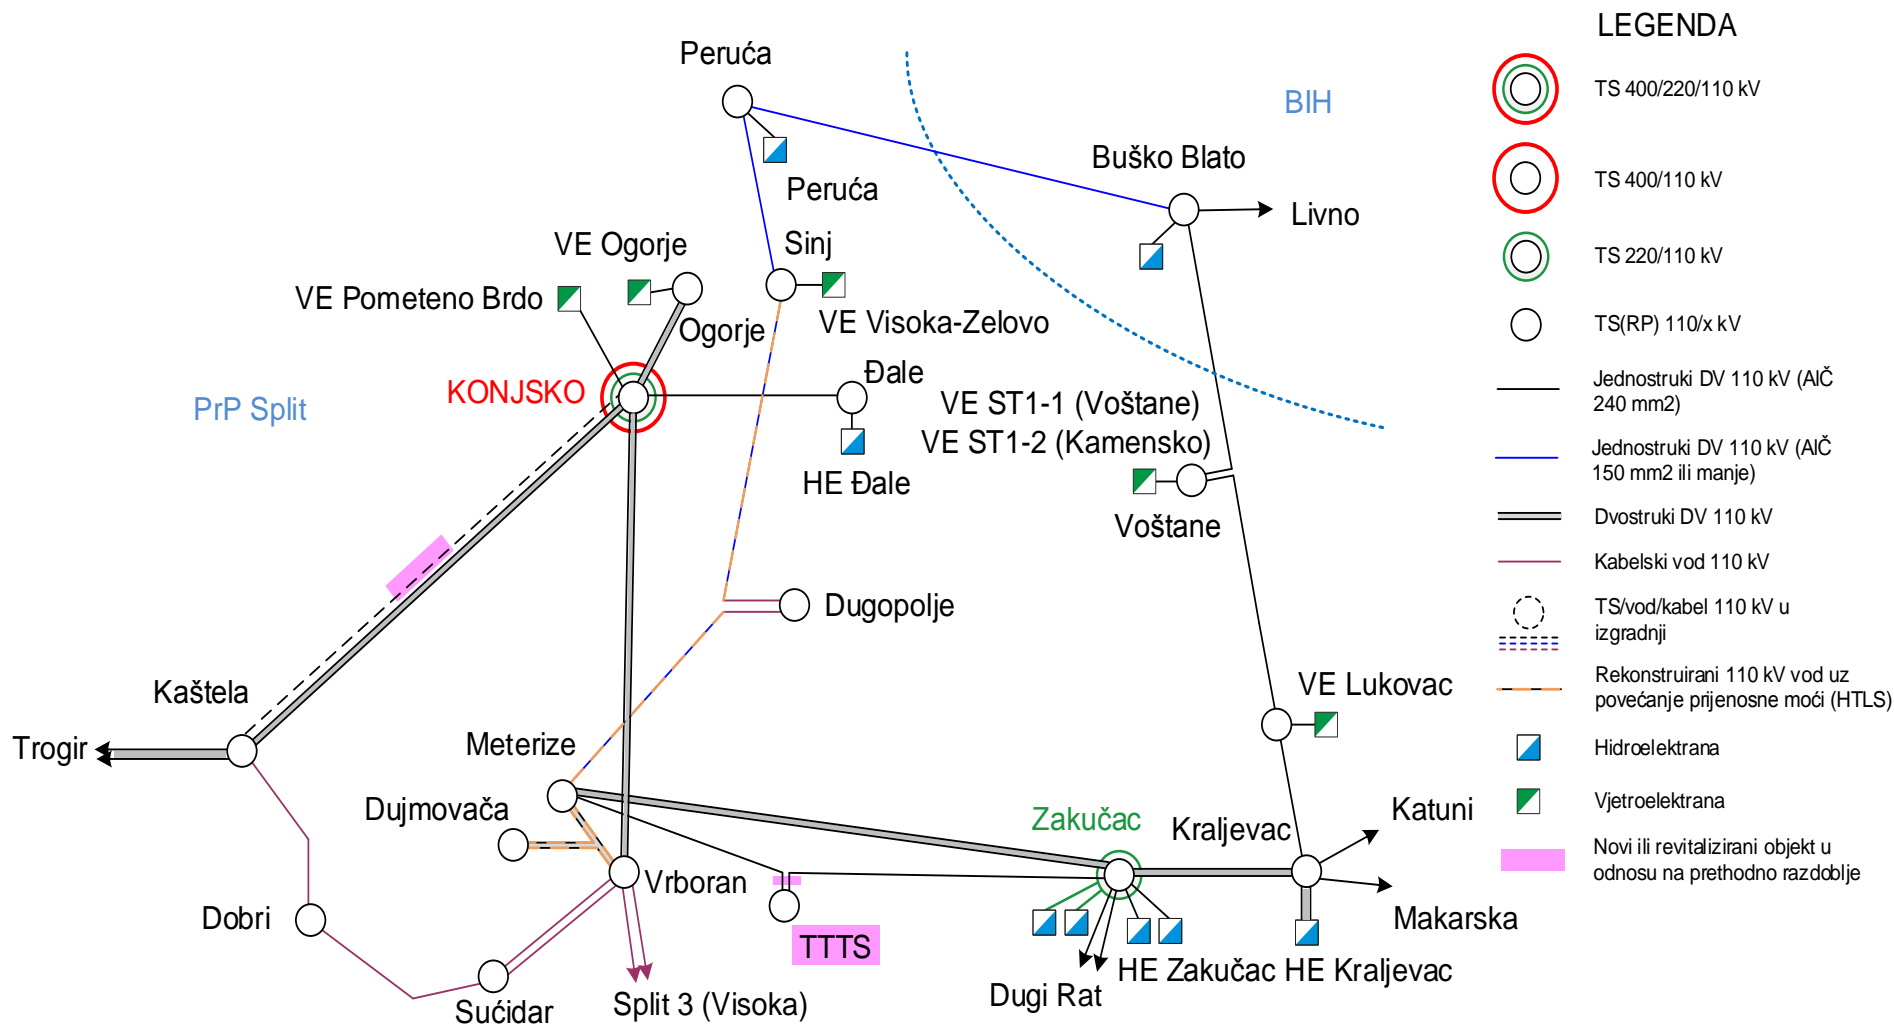 LEGENDA
Peruća
TS 400/220/110 kV
BIH
Buško Blato
TS 400/110 kV
Peruća
Livno
Sinj
VE Ogorje
TS 220/110 kV
VE Pometeno Brdo
VE Visoka-Zelovo
Ogorje
TS(RP) 110/x kV
Đale
KONJSKO
PrP Split
VE ST1-1 (Voštane)
VE ST1-2 (Kamensko)
Jednostruki DV 110 kV (AlČ
240 mm2)
HE Đale
Jednostruki DV 110 kV (AlČ
150 mm2 ili manje)
Voštane
Dvostruki DV 110 kV
Kabelski vod 110 kV
Dugopolje
TS/vod/kabel 110 kV u
izgradnji
Kaštela
VE Lukovac
Rekonstruirani 110 kV vod uz
povećanje prijenosne moći (HTLS)
Trogir
Meterize
Hidroelektrana
Dujmovača
Zakučac
Kraljevac
Katuni
Vjetroelektrana
Vrboran
Novi ili revitalizirani objekt u
odnosu na prethodno razdoblje
Dobri
Makarska
TTTS
HE Zakučac
HE Kraljevac
Dugi Rat
Sućidar
Split 3 (Visoka)